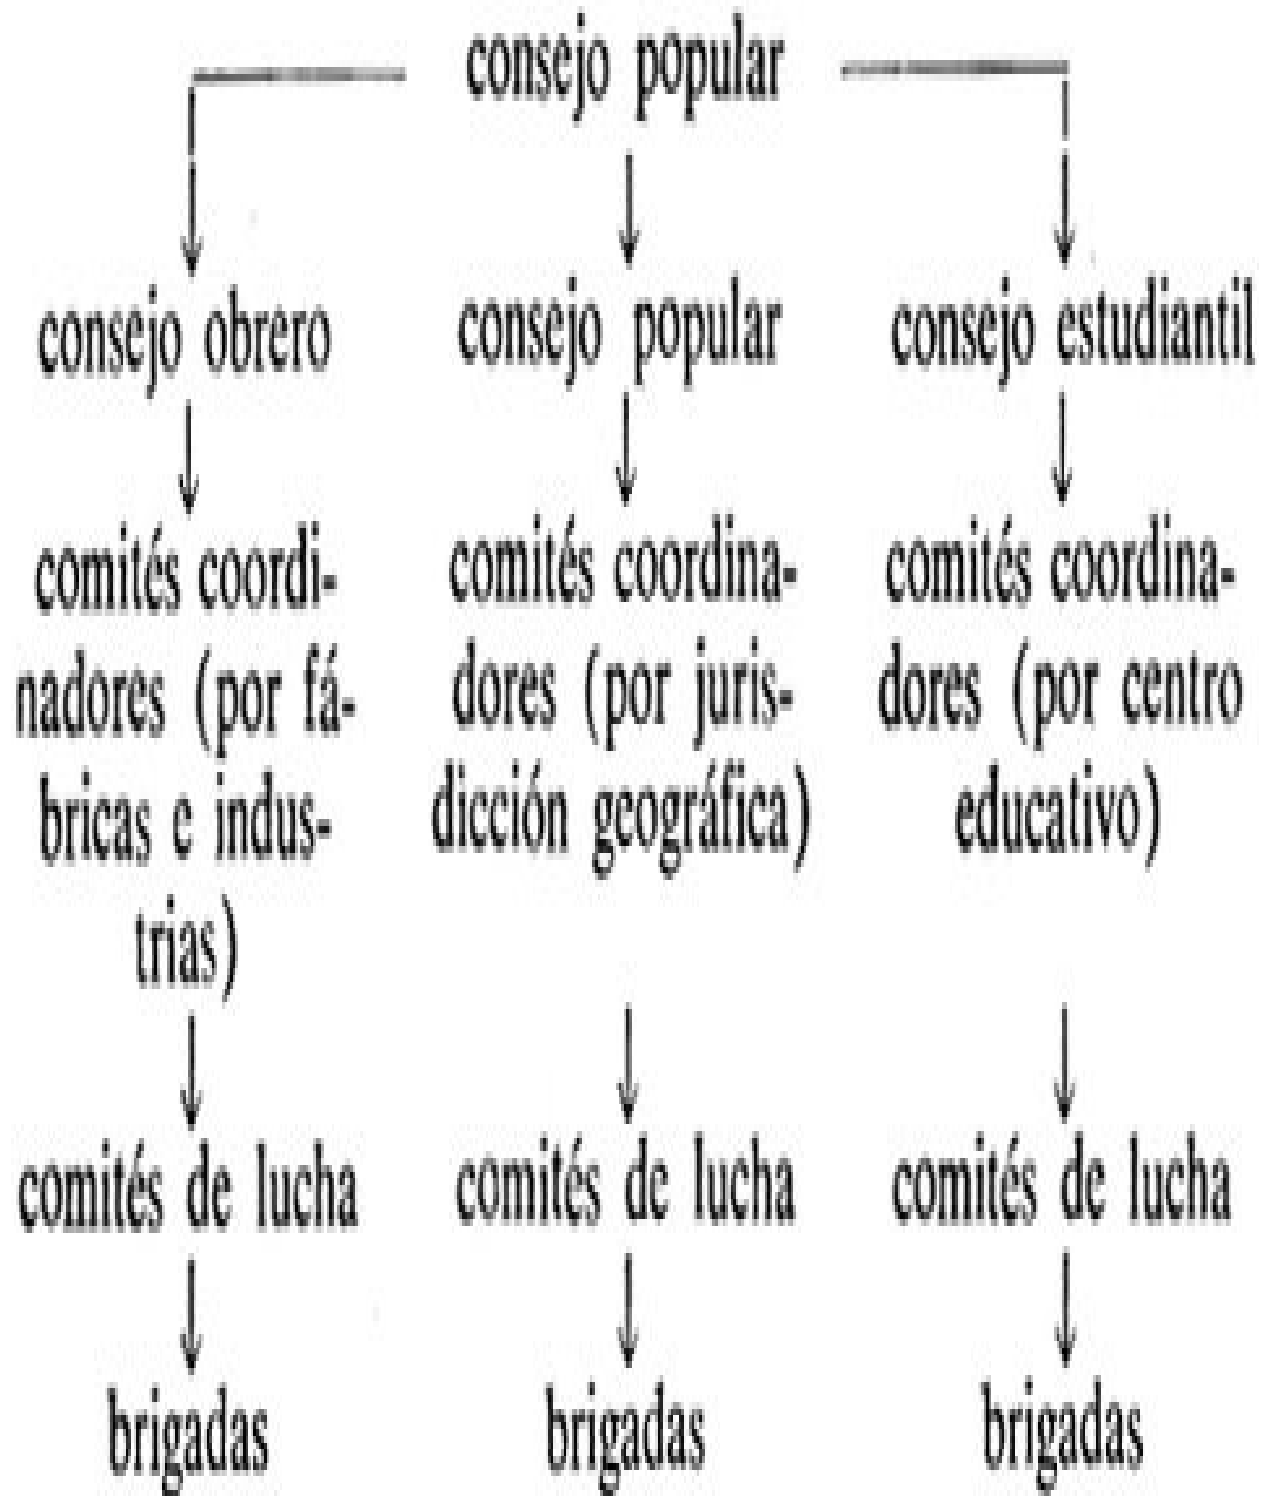 consejo popular
consejo obrero
comités coordi-
nadores (por fá-
bricas e indus-
trias)
comités de lucha
brigadas
consejo popular
comités coordina-
dores (por juris-
dicción geográfica)
comités de lucha
brigadas
consejo estudiantil
comités coordina-
dores (por centro
educativo)
comités de lucha
brigadas